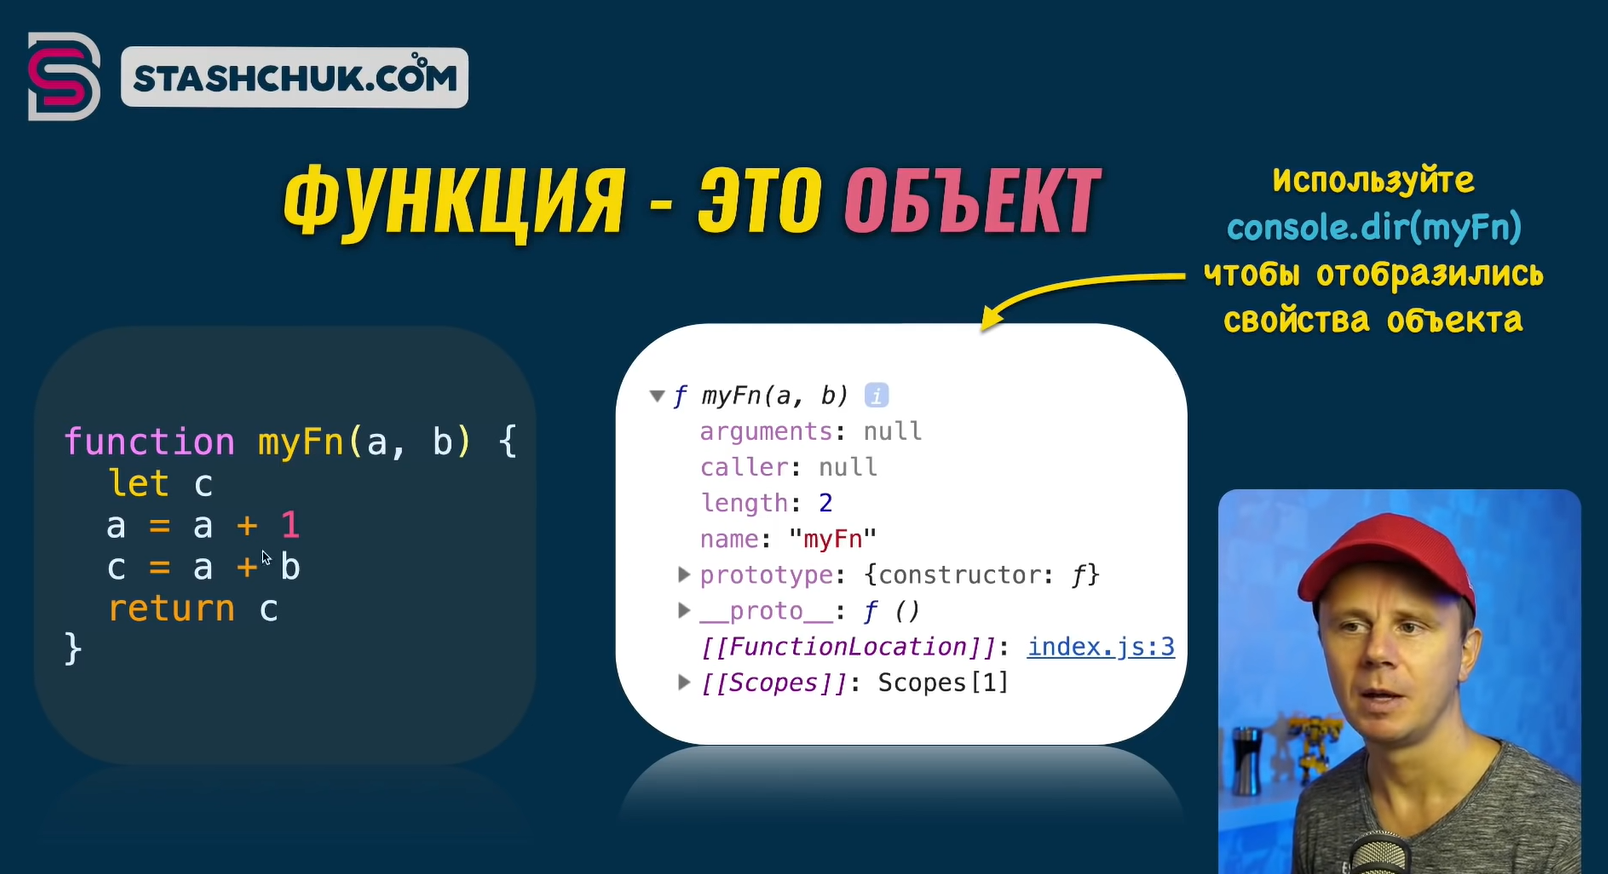 STASHCHUK.COM
ФУНКЦИЯ - ЭТО ОБЪЕКТ
Используйте
console.dir(myFn)
чтобы отобразились
свойства объекта
function myFn(a, b) {
let c
a = a + 1
c = a + b
return c
}
▼ ƒ myFn(a, b) i
arguments: null
caller: null
length: 2
name: "myFn"
▶ prototype: {constructor: ƒ}
▶ __proto__: ƒ ()
[[FunctionLocation]]: index.js:3
▶ [[Scopes]]: Scopes[1]